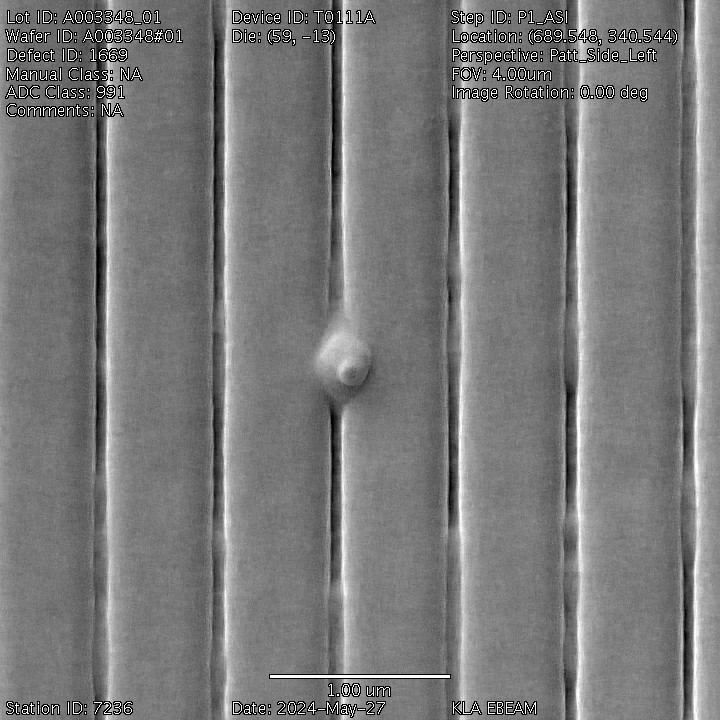 Lot ID: A003348_01 Device ID: T0111A Step ID: P1_ASI
Wafer ID: A003348#01 Die: (59, -13) Location: (689.548, 340.544)
Defect ID: 1669 Perspective: Patt_Side_Left
Manual Class: NA FOV: 4.00um
ADC Class: 991 Image Rotation: 0.00 deg
Comments: NA
1.00 um
Station ID: 7236 Date: 2024-May-27 KLA EBEAM